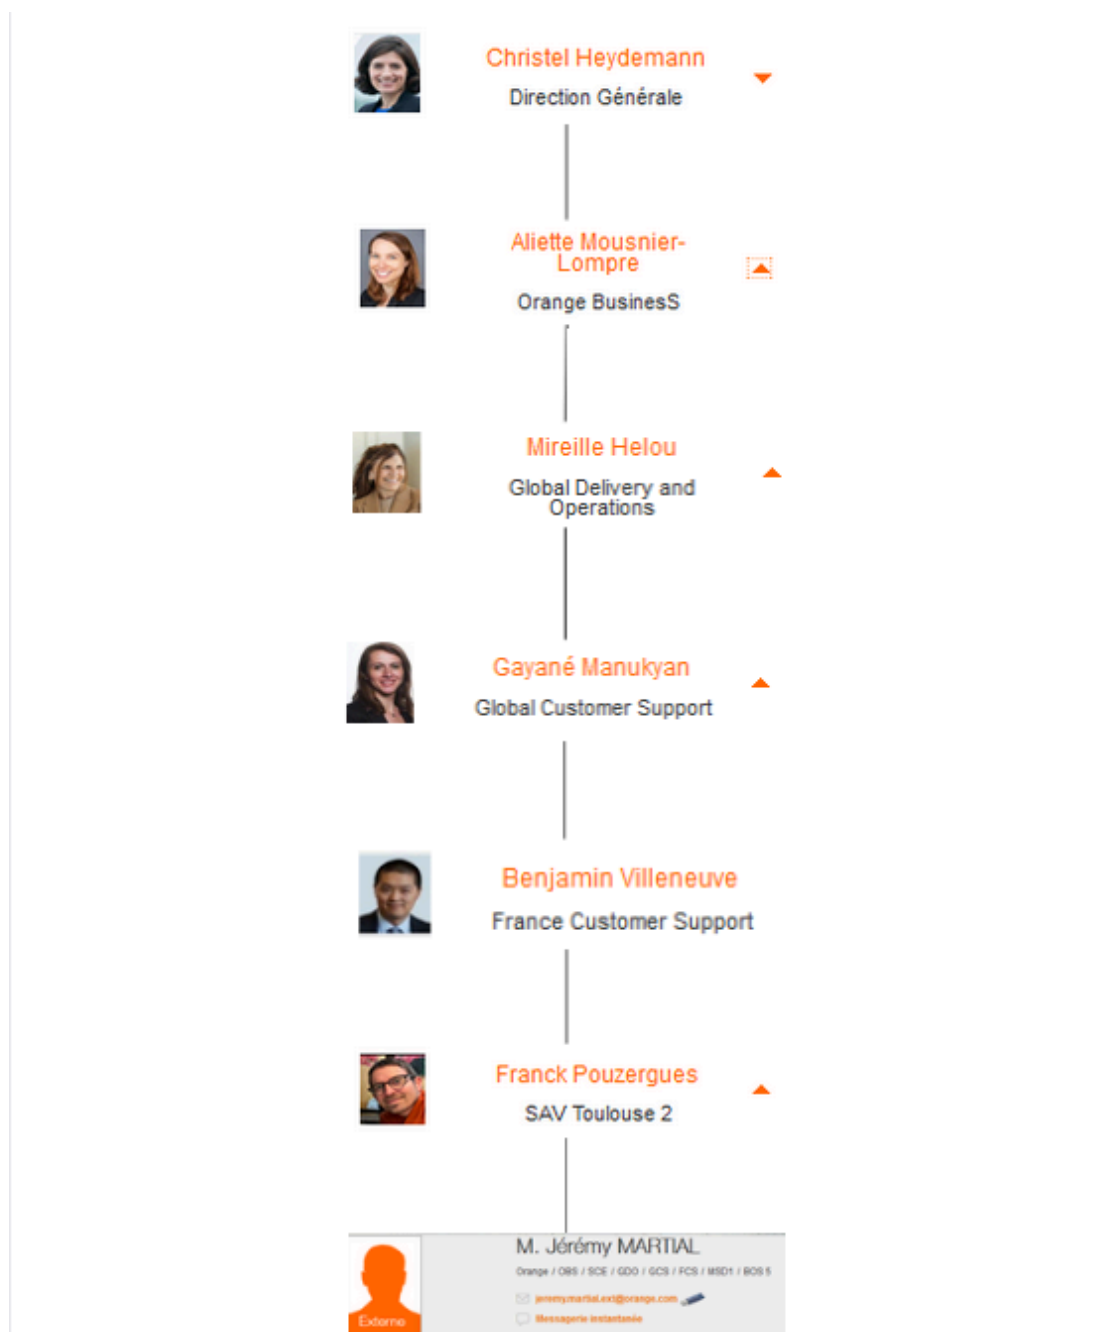 Christel Heydemann
Direction Générale
Aliette Mousnier-
Lompre
Orange BusinesS
Mireille Helou
Global Delivery and
Operations
Gayané Manukyan
Global Customer Support
Benjamin Villeneuve
France Customer Support
Franck Pouzergues
SAV Toulouse 2
M. Jérémy MARTIAL
Orange / OBS / SCE / GDO / GCS / FCS / MSD1 / BOS 5
jeremy.martial.ext@orange.com
Externe
Messagerie instantanée